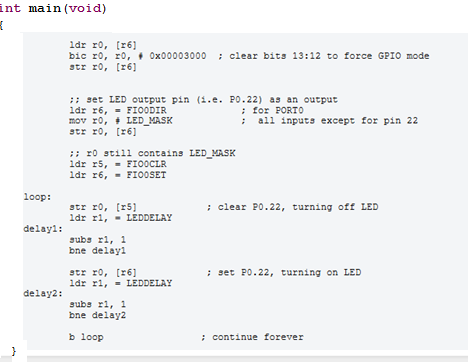 int main(void)
{
ldr r0, [r6]
bic r0, r0, # 0x00003000 ; clear bits 13:12 to force GPIO mode
str r0, [r6]
;; set LED output pin (i.e. P0.22) as an output
ldr r6, = FIO0DIR ; for PORT0
mov r0, # LED_MASK ; all inputs except for pin 22
str r0, [r6]
;; r0 still contains LED_MASK
ldr r5, = FIO0CLR
ldr r6, = FIO0SET
loop:
str r0, [r5] ; clear P0.22, turning off LED
ldr r1, = LEDDELAY
delay1:
subs r1, 1
bne delay1
str r0, [r6] ; set P0.22, turning on LED
ldr r1, = LEDDELAY
delay2:
subs r1, 1
bne delay2
b loop ; continue forever
}